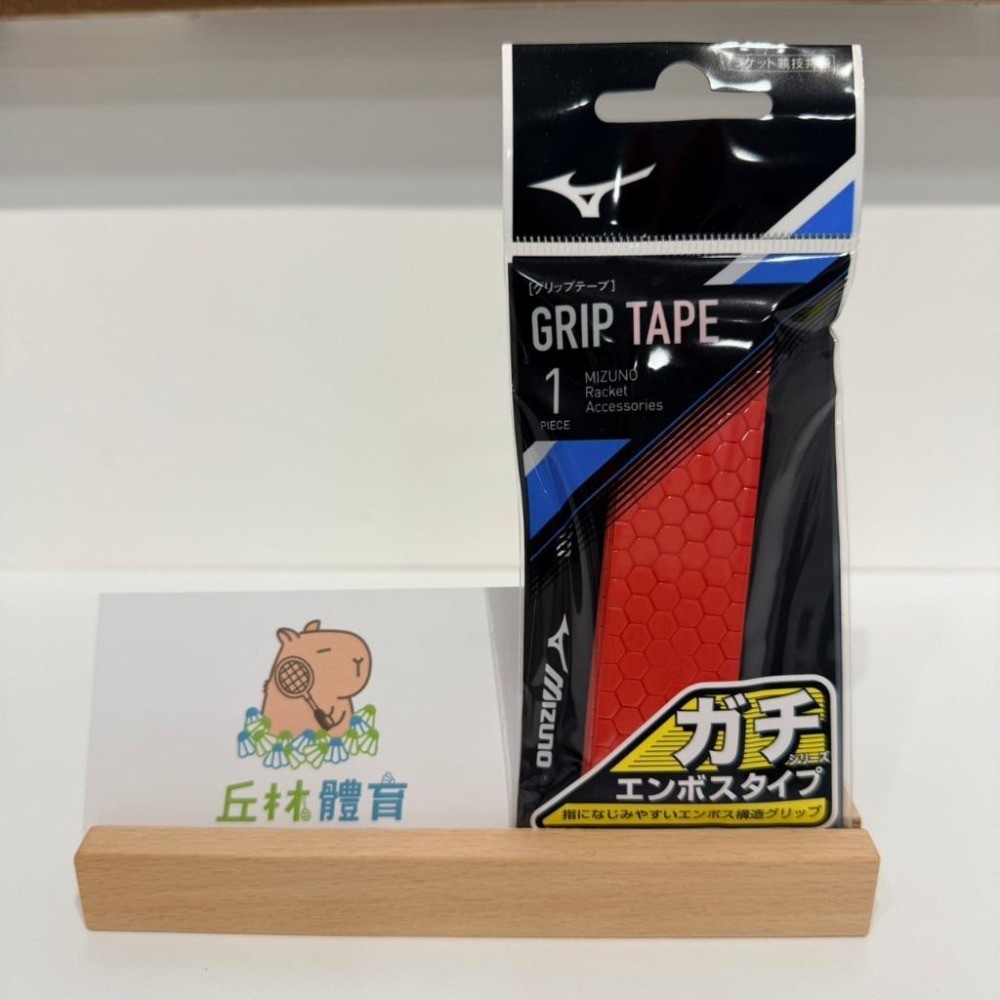 ラケット競技専用
[グリップテープ]
GRIP TAPE
1
PIECE
MIZUNO
Racket
Accessories
MIZUNO
ガチ
シリーズ
エンボスタイプ
指になじみやすいエンボス構造グリップ
丘林體育